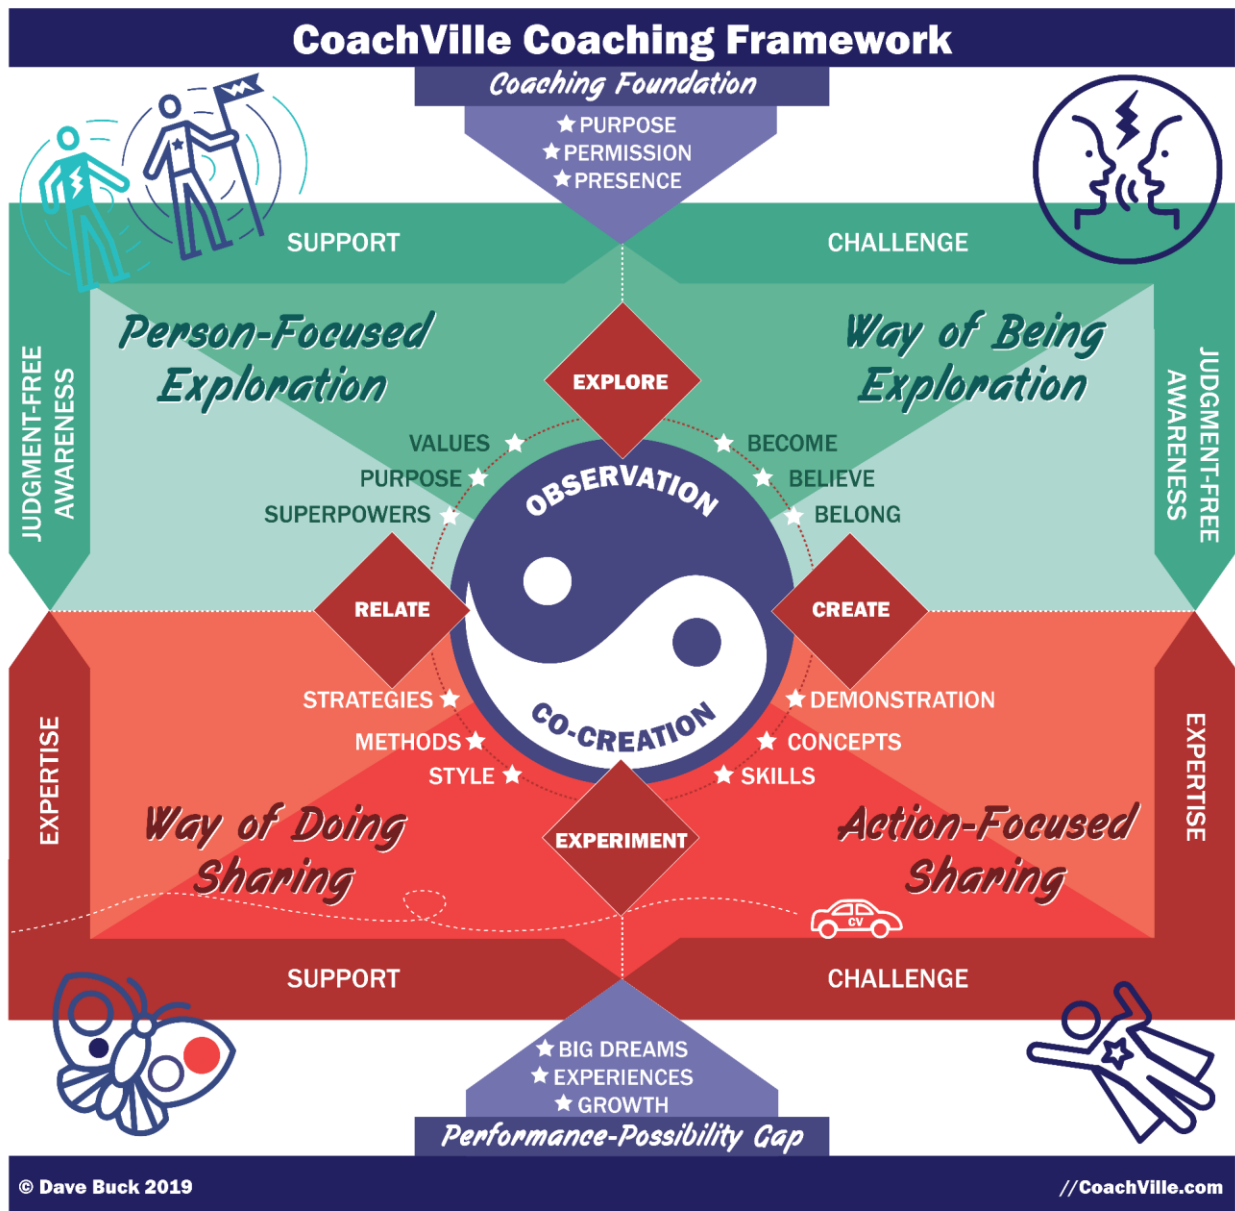 CoachVille Coaching Framework
Coaching Foundation
PURPOSE
PERMISSION
PRESENCE
SUPPORT
CHALLENGE
JUDGMENT-FREE
AWARENESS
Person-Focused
Exploration
EXPLORE
Way of Being
Exploration
JUDGMENT-FREE
AWARENESS
VALUES
PURPOSE
SUPERPOWERS
BECOME
BELIEVE
BELONG
OBSERVATION
RELATE
CREATE
CO-CREATION
STRATEGIES
METHODS
STYLE
DEMONSTRATION
CONCEPTS
SKILLS
EXPERTISE
Way of Doing
Sharing
EXPERIMENT
Action-Focused
Sharing
EXPERTISE
CV
SUPPORT
CHALLENGE
BIG DREAMS
EXPERIENCES
GROWTH
Performance-Possibility Gap
© Dave Buck 2019
//CoachVille.com